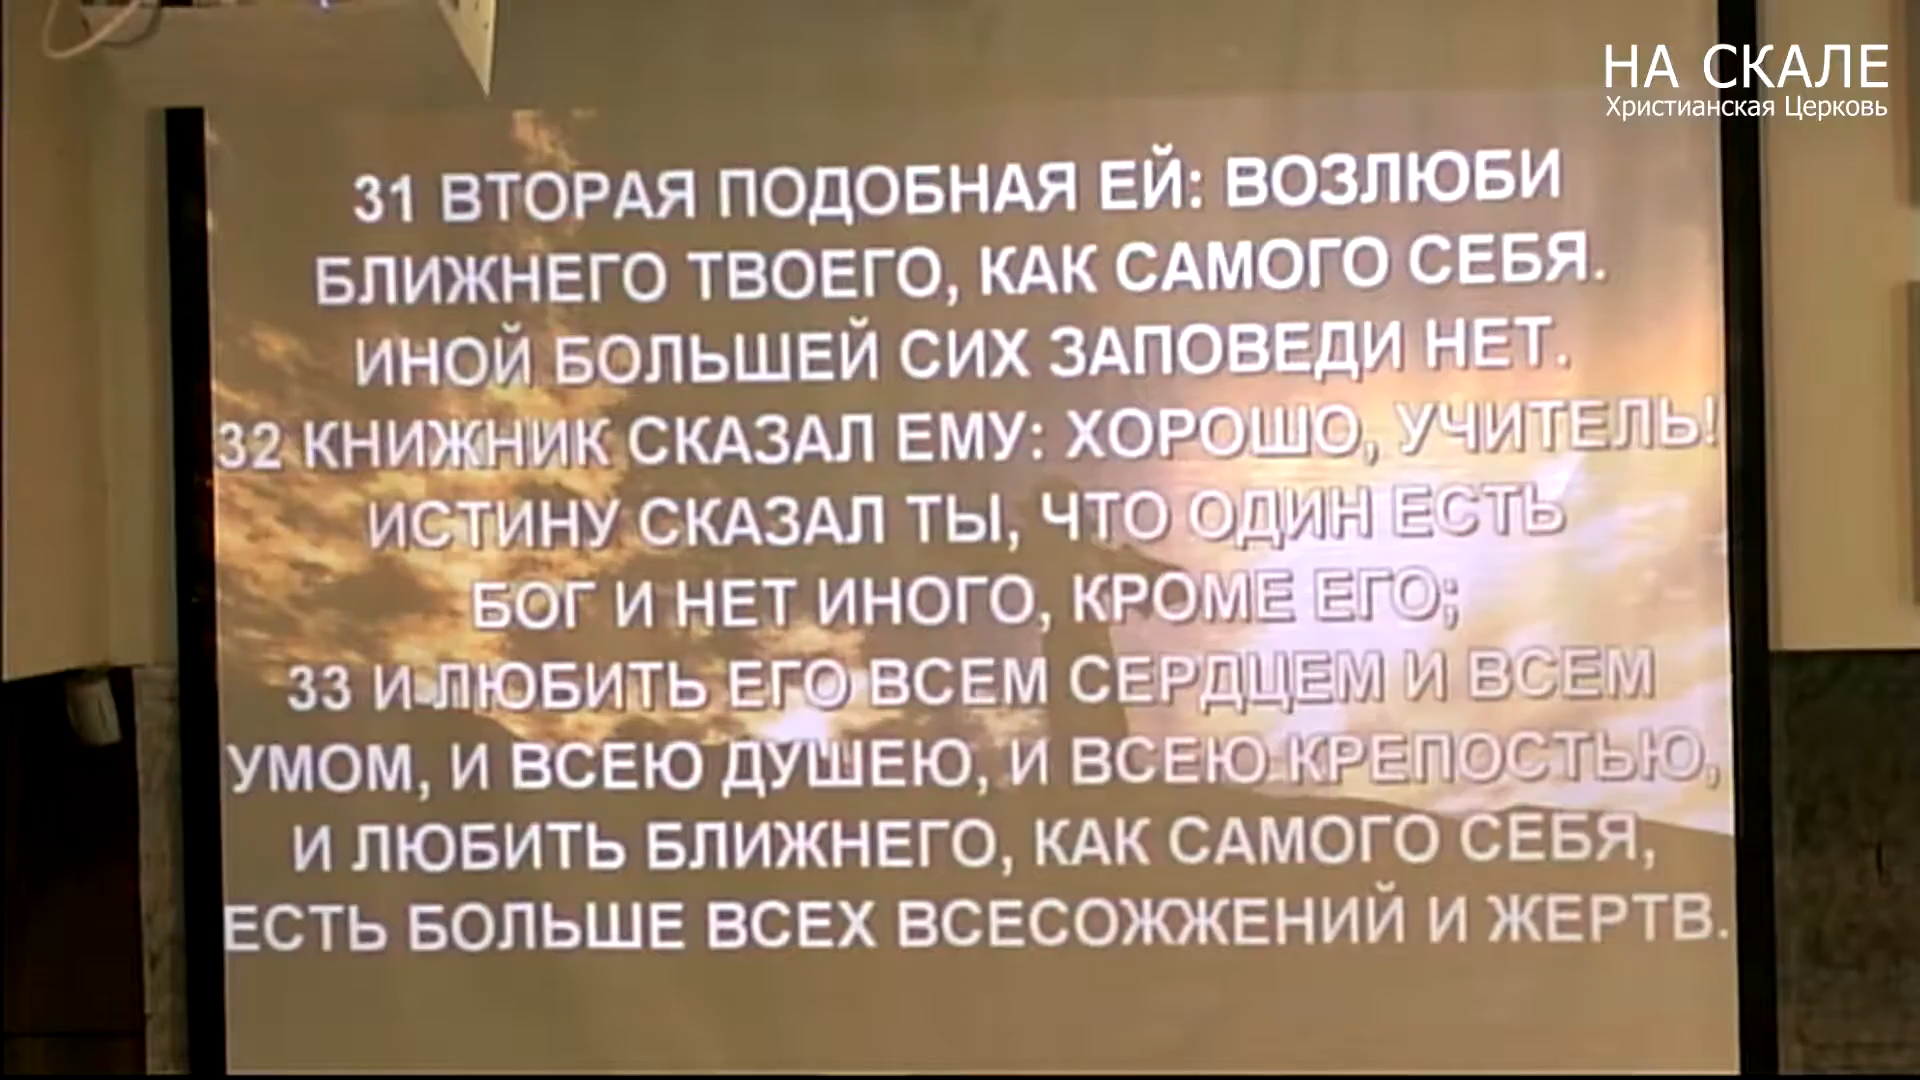 НА СКАЛЕ
Христианская Церковь
31 ВТОРАЯ ПОДОБНАЯ ЕЙ: ВОЗЛЮБИ
БЛИЖНЕГО ТВОЕГО, КАК САМОГО СЕБЯ.
ИНОЙ БОЛЬШЕЙ СИХ ЗАПОВЕДИ НЕТ.
32 КНИЖНИК СКАЗАЛ ЕМУ: ХОРОШО, УЧИТЕЛЬ!
ИСТИНУ СКАЗАЛ ТЫ, ЧТО ОДИН ЕСТЬ
БОГ И НЕТ ИНОГО, КРОМЕ ЕГО;
33 И ЛЮБИТЬ ЕГО ВСЕМ СЕРДЦЕМ И ВСЕМ
УМОМ, И ВСЕЮ ДУШЕЮ, И ВСЕЮ КРЕПОСТЬЮ,
И ЛЮБИТЬ БЛИЖНЕГО, КАК САМОГО СЕБЯ,
ЕСТЬ БОЛЬШЕ ВСЕХ ВСЕСОЖЖЕНИЙ И ЖЕРТВ.